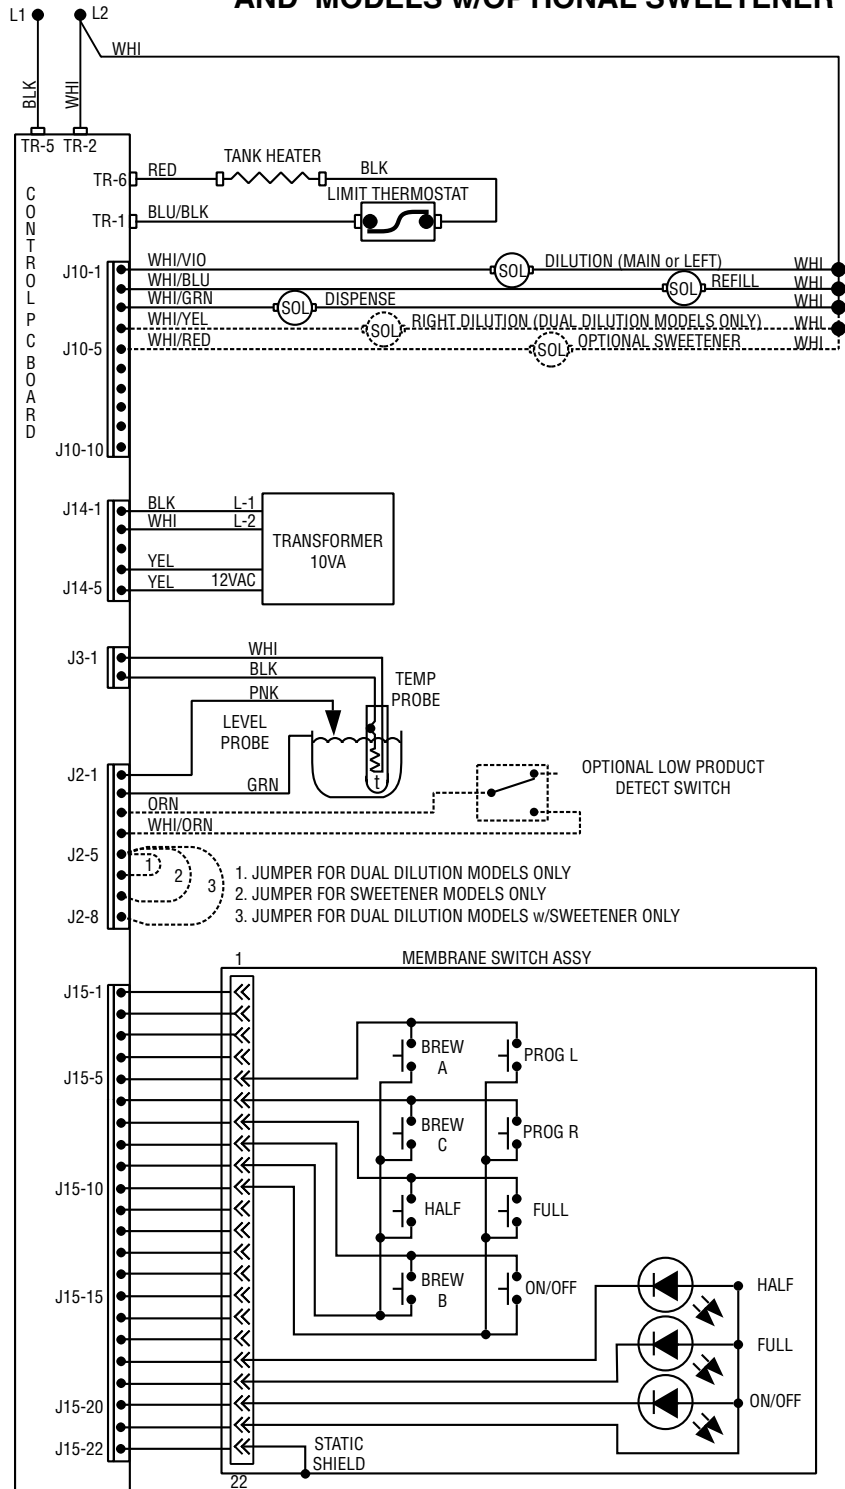 AND MODELS w/OPTIONAL SWEETENER
L1
L2
WHI
BLK
WHI
TR-5 TR-2
CONTROL PC BOARD
TR-6
RED
TANK HEATER
BLK
LIMIT THERMOSTAT
TR-1
BLU/BLK
J10-1
WHI/VIO
SOL
DILUTION (MAIN or LEFT)
WHI
WHI/BLU
SOL
REFILL
WHI
WHI/GRN
SOL
DISPENSE
WHI
WHI/YEL
SOL
RIGHT DILUTION (DUAL DILUTION MODELS ONLY)
WHI
J10-5
WHI/RED
SOL
OPTIONAL SWEETENER
WHI
J10-10
J14-1
BLK
L-1
WHI
L-2
TRANSFORMER
10VA
YEL
J14-5
YEL
12VAC
J3-1
WHI
BLK
TEMP
PROBE
PNK
LEVEL
PROBE
J2-1
GRN
t
OPTIONAL LOW PRODUCT
DETECT SWITCH
ORN
WHI/ORN
J2-5
1
2
3
J2-8
1. JUMPER FOR DUAL DILUTION MODELS ONLY
2. JUMPER FOR SWEETENER MODELS ONLY
3. JUMPER FOR DUAL DILUTION MODELS w/SWEETENER ONLY
1
MEMBRANE SWITCH ASSY
J15-1
BREW
A
PROG L
J15-5
BREW
C
PROG R
J15-10
HALF
FULL
BREW
B
ON/OFF
J15-15
HALF
FULL
ON/OFF
J15-20
J15-22
STATIC
SHIELD
22